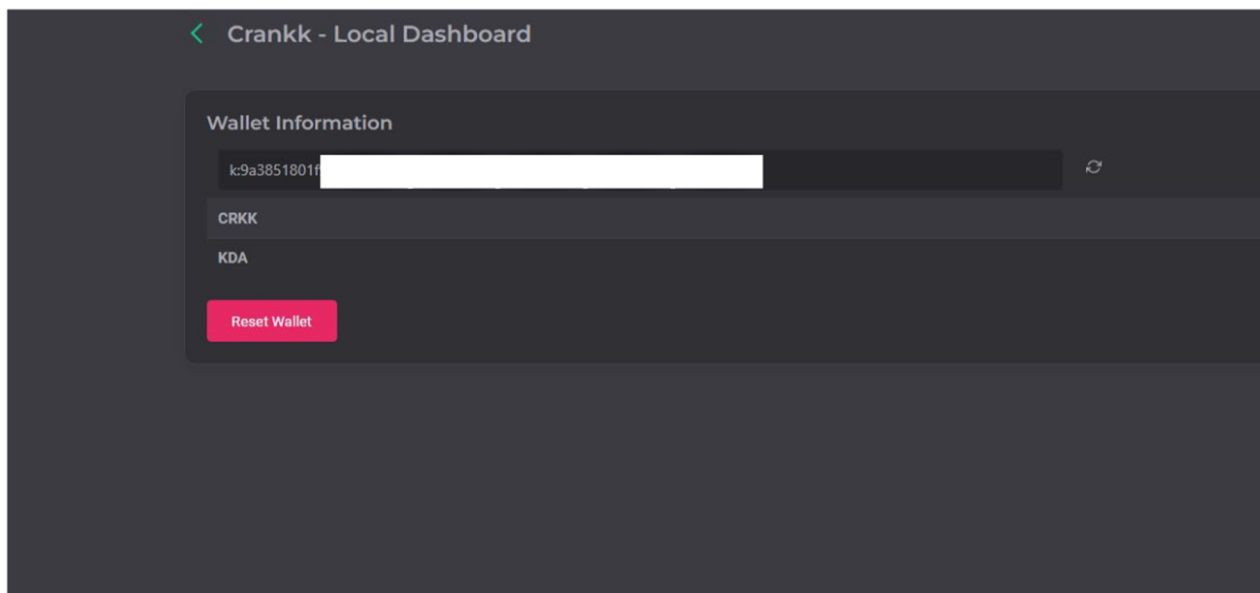 Crankk - Local Dashboard
Wallet Information
k:9a3851801f
CRKK
KDA
Reset Wallet